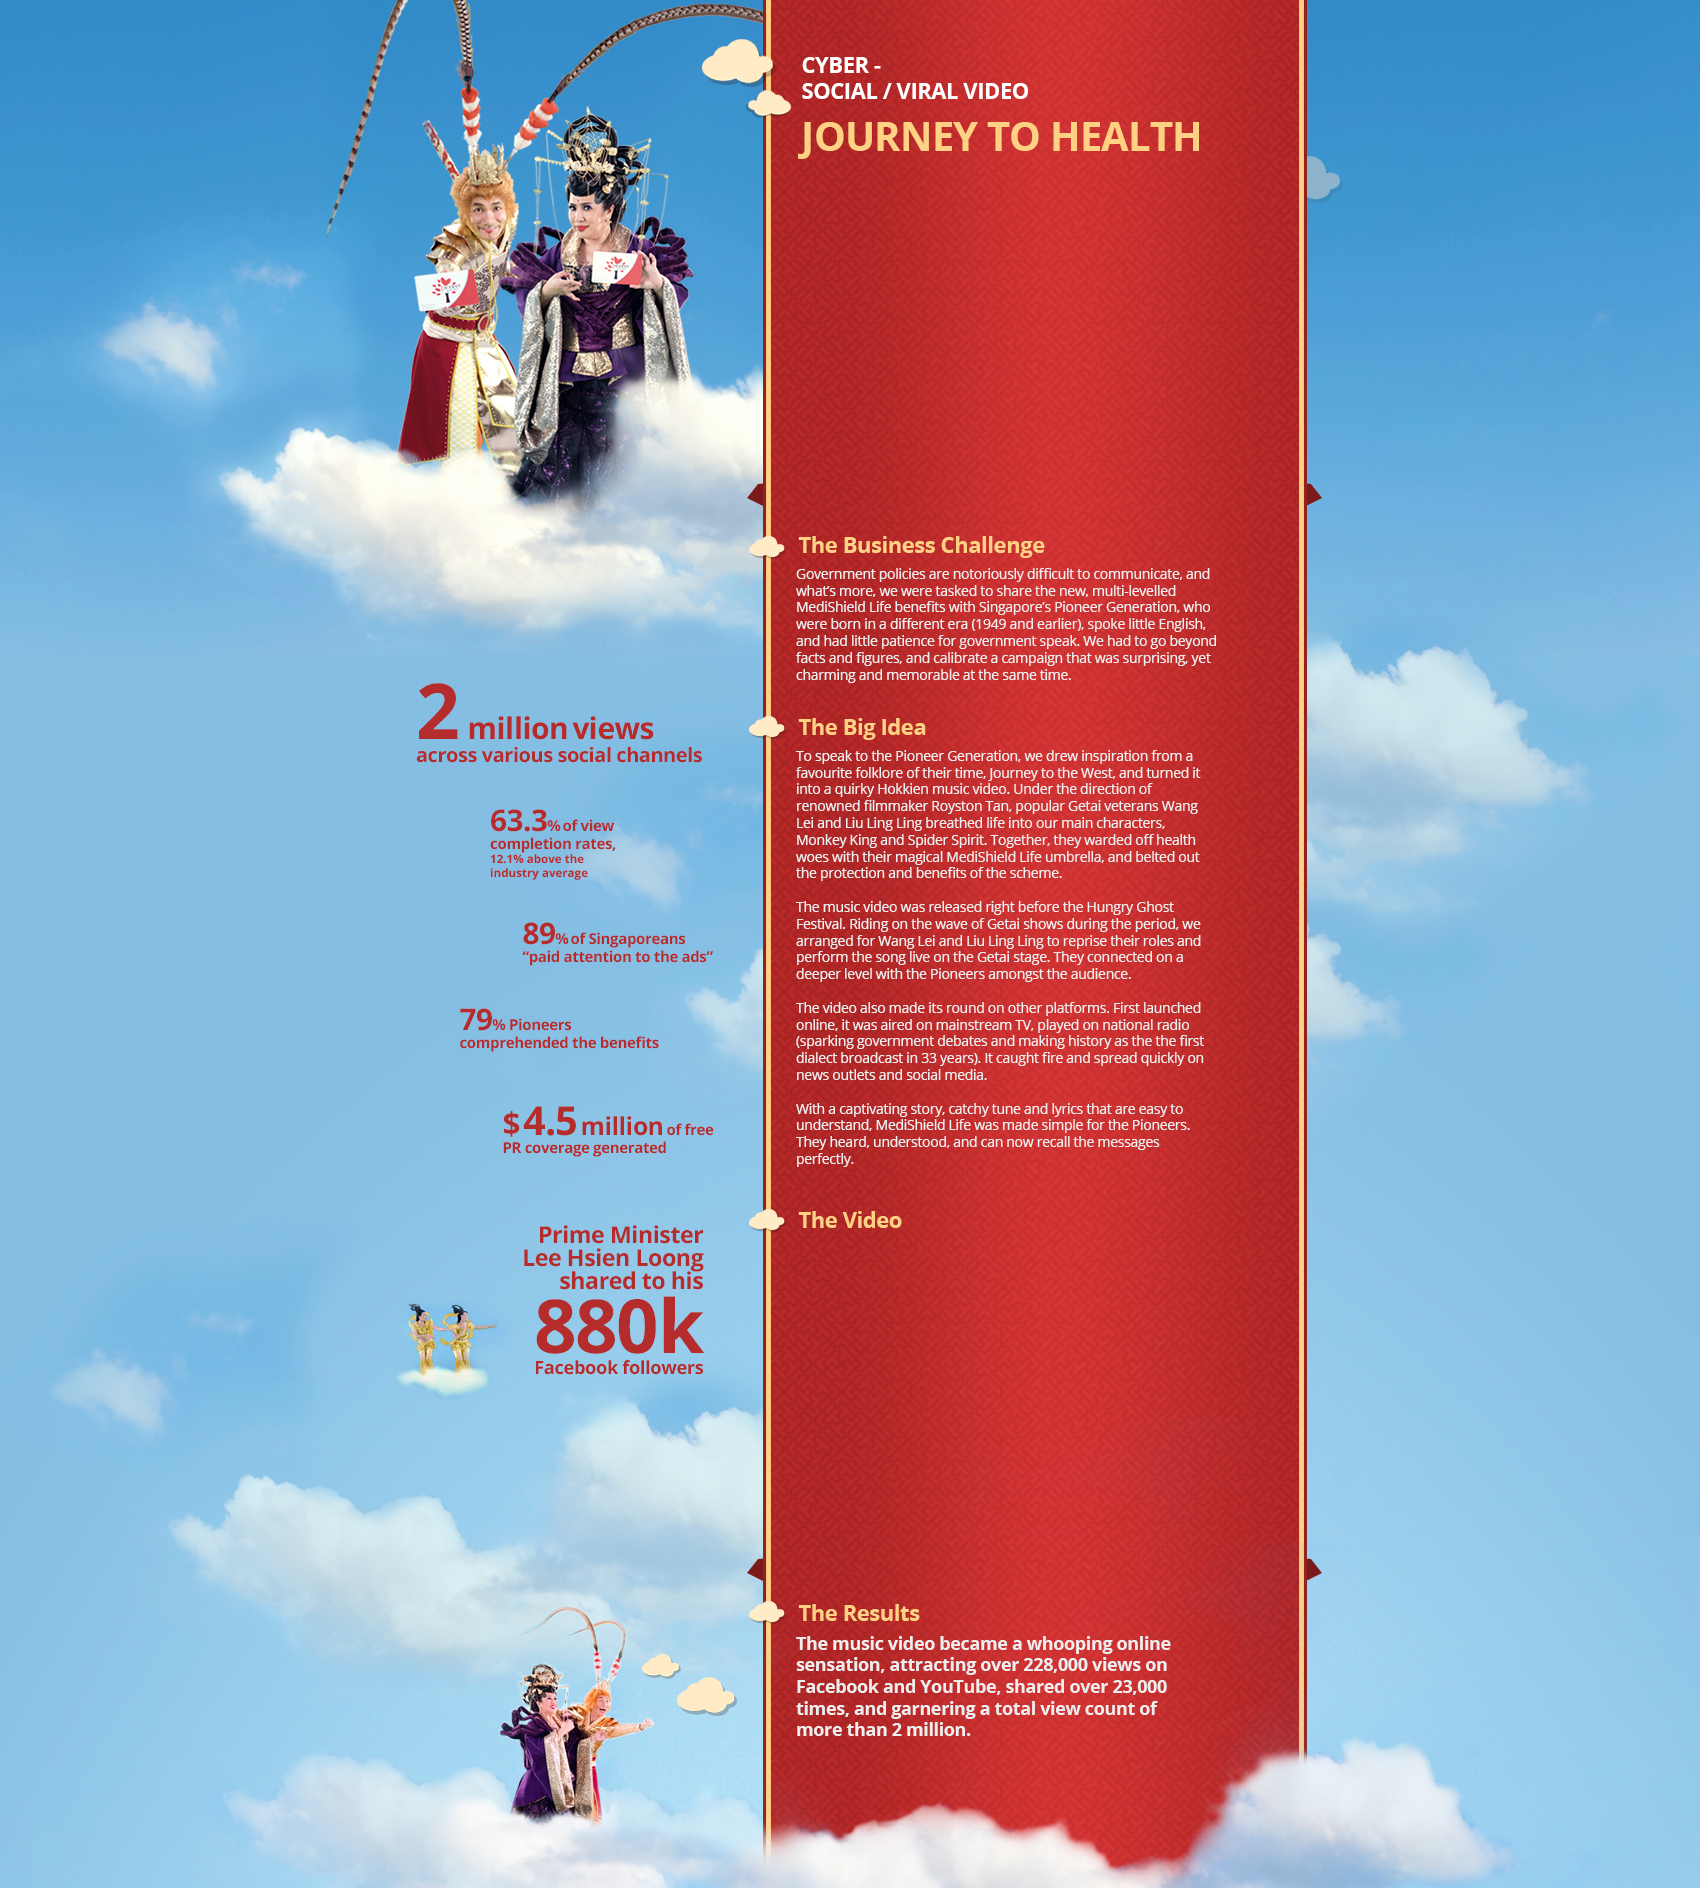 CYBER -
SOCIAL / VIRAL VIDEO
JOURNEY TO HEALTH
The Business Challenge
Government policies are notoriously difficult to communicate, and
what's more, we were tasked to share the new, multi-levelled
MediShield Life benefits with Singapore's Pioneer Generation, who
were born in a different era (1949 and earlier), spoke little English,
and had little patience for government speak. We had to go beyond
facts and figures, and calibrate a campaign that was surprising, yet
charming and memorable at the same time.
2 million views
across various social channels
63.3% of view
completion rates,
12.1% above the
industry average
89% of Singaporeans
“paid attention to the ads”
79% Pioneers
comprehended the benefits
$4.5 million of free
PR coverage generated
Prime Minister
Lee Hsien Loong
shared to his
880k
Facebook followers
The Big Idea
To speak to the Pioneer Generation, we drew inspiration from a
favourite folklore of their time, Journey to the West, and turned it
into a quirky Hokkien music video. Under the direction of
renowned filmmaker Royston Tan, popular Getai veterans Wang
Lei and Liu Ling Ling breathed life into our main characters,
Monkey King and Spider Spirit. Together, they warded off health
woes with their magical MediShield Life umbrella, and belted out
the protection and benefits of the scheme.
The music video was released right before the Hungry Ghost
Festival. Riding on the wave of Getai shows during the period, we
arranged for Wang Lei and Liu Ling Ling to reprise their roles and
perform the song live on the Getai stage. They connected on a
deeper level with the Pioneers amongst the audience.
The video also made its round on other platforms. First launched
online, it was aired on mainstream TV, played on national radio
(sparking government debates and making history as the the first
dialect broadcast in 33 years). It caught fire and spread quickly on
news outlets and social media.
With a captivating story, catchy tune and lyrics that are easy to
understand, MediShield Life was made simple for the Pioneers.
They heard, understood, and can now recall the messages
perfectly.
The Video
The Results
The music video became a whooping online
sensation, attracting over 228,000 views on
Facebook and YouTube, shared over 23,000
times, and garnering a total view count of
more than 2 million.